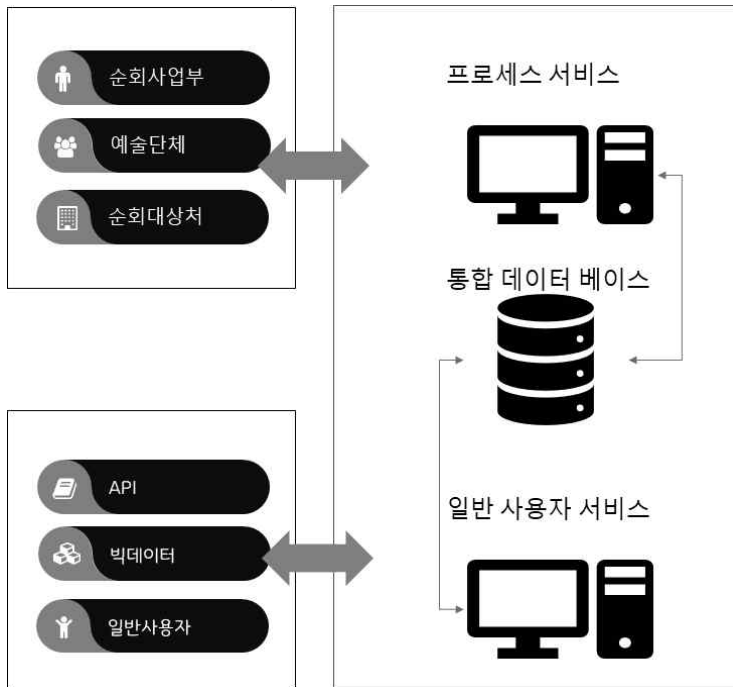 순회사업부
예술단체
순회대상처
프로세스 서비스
통합 데이터 베이스
API
빅데이터
일반사용자
일반 사용자 서비스